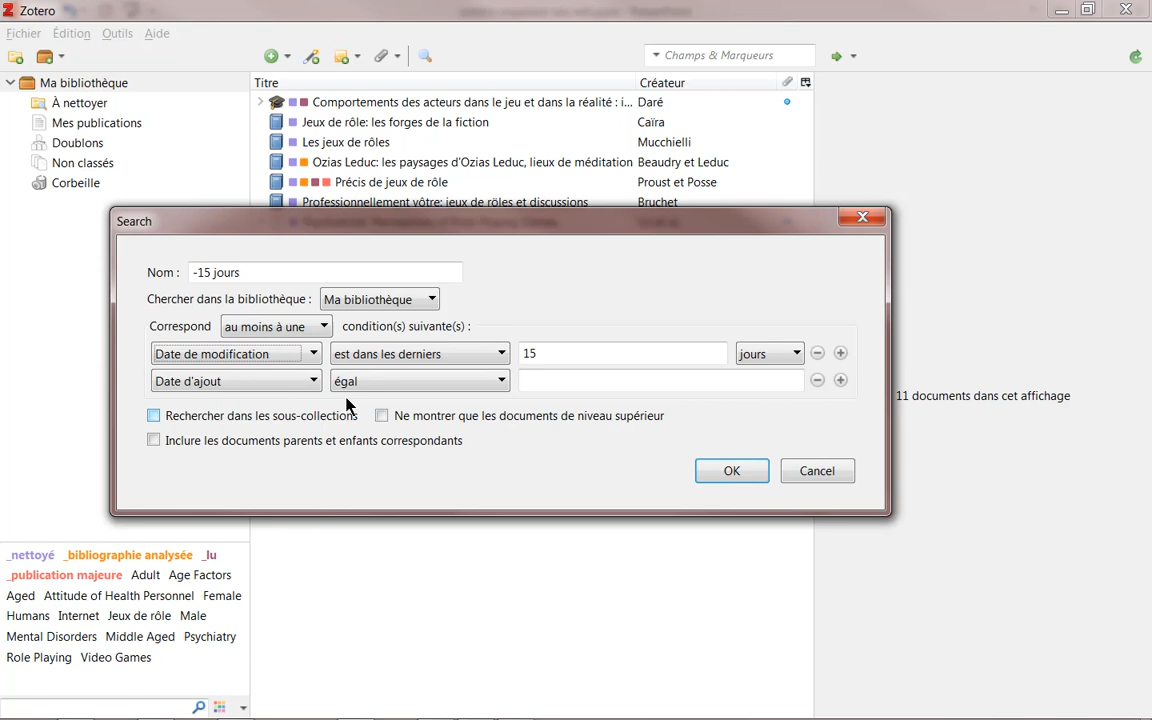 Zotero
Fichier Édition Outils Aide
Champs & Marqueurs
Ma bibliothèque
À nettoyer
Mes publications
Doublons
Non classés
Corbeille
Titre Créateur
Comportements des acteurs dans le jeu et dans la réalité : i... Daré
Jeux de rôle: les forges de la fiction Caïra
Les jeux de rôles Mucchielli
Ozias Leduc: les paysages d'Ozias Leduc, lieux de méditation Beaudry et Leduc
Précis de jeux de rôle Proust et Posse
Professionnellement vôtre: jeux de rôles et discussions Bruchet
Search
Nom : -15 jours
Chercher dans la bibliothèque : Ma bibliothèque
Correspond au moins à une condition(s) suivante(s) :
Date de modification est dans les derniers 15 jours
Date d'ajout égal
Rechercher dans les sous-collections Ne montrer que les documents de niveau supérieur
Inclure les documents parents et enfants correspondants
OK Cancel
11 documents dans cet affichage
_nettoyé _bibliographie analysée _lu
_publication majeure Adult Age Factors
Aged Attitude of Health Personnel Female
Humans Internet Jeux de rôle Male
Mental Disorders Middle Aged Psychiatry
Role Playing Video Games